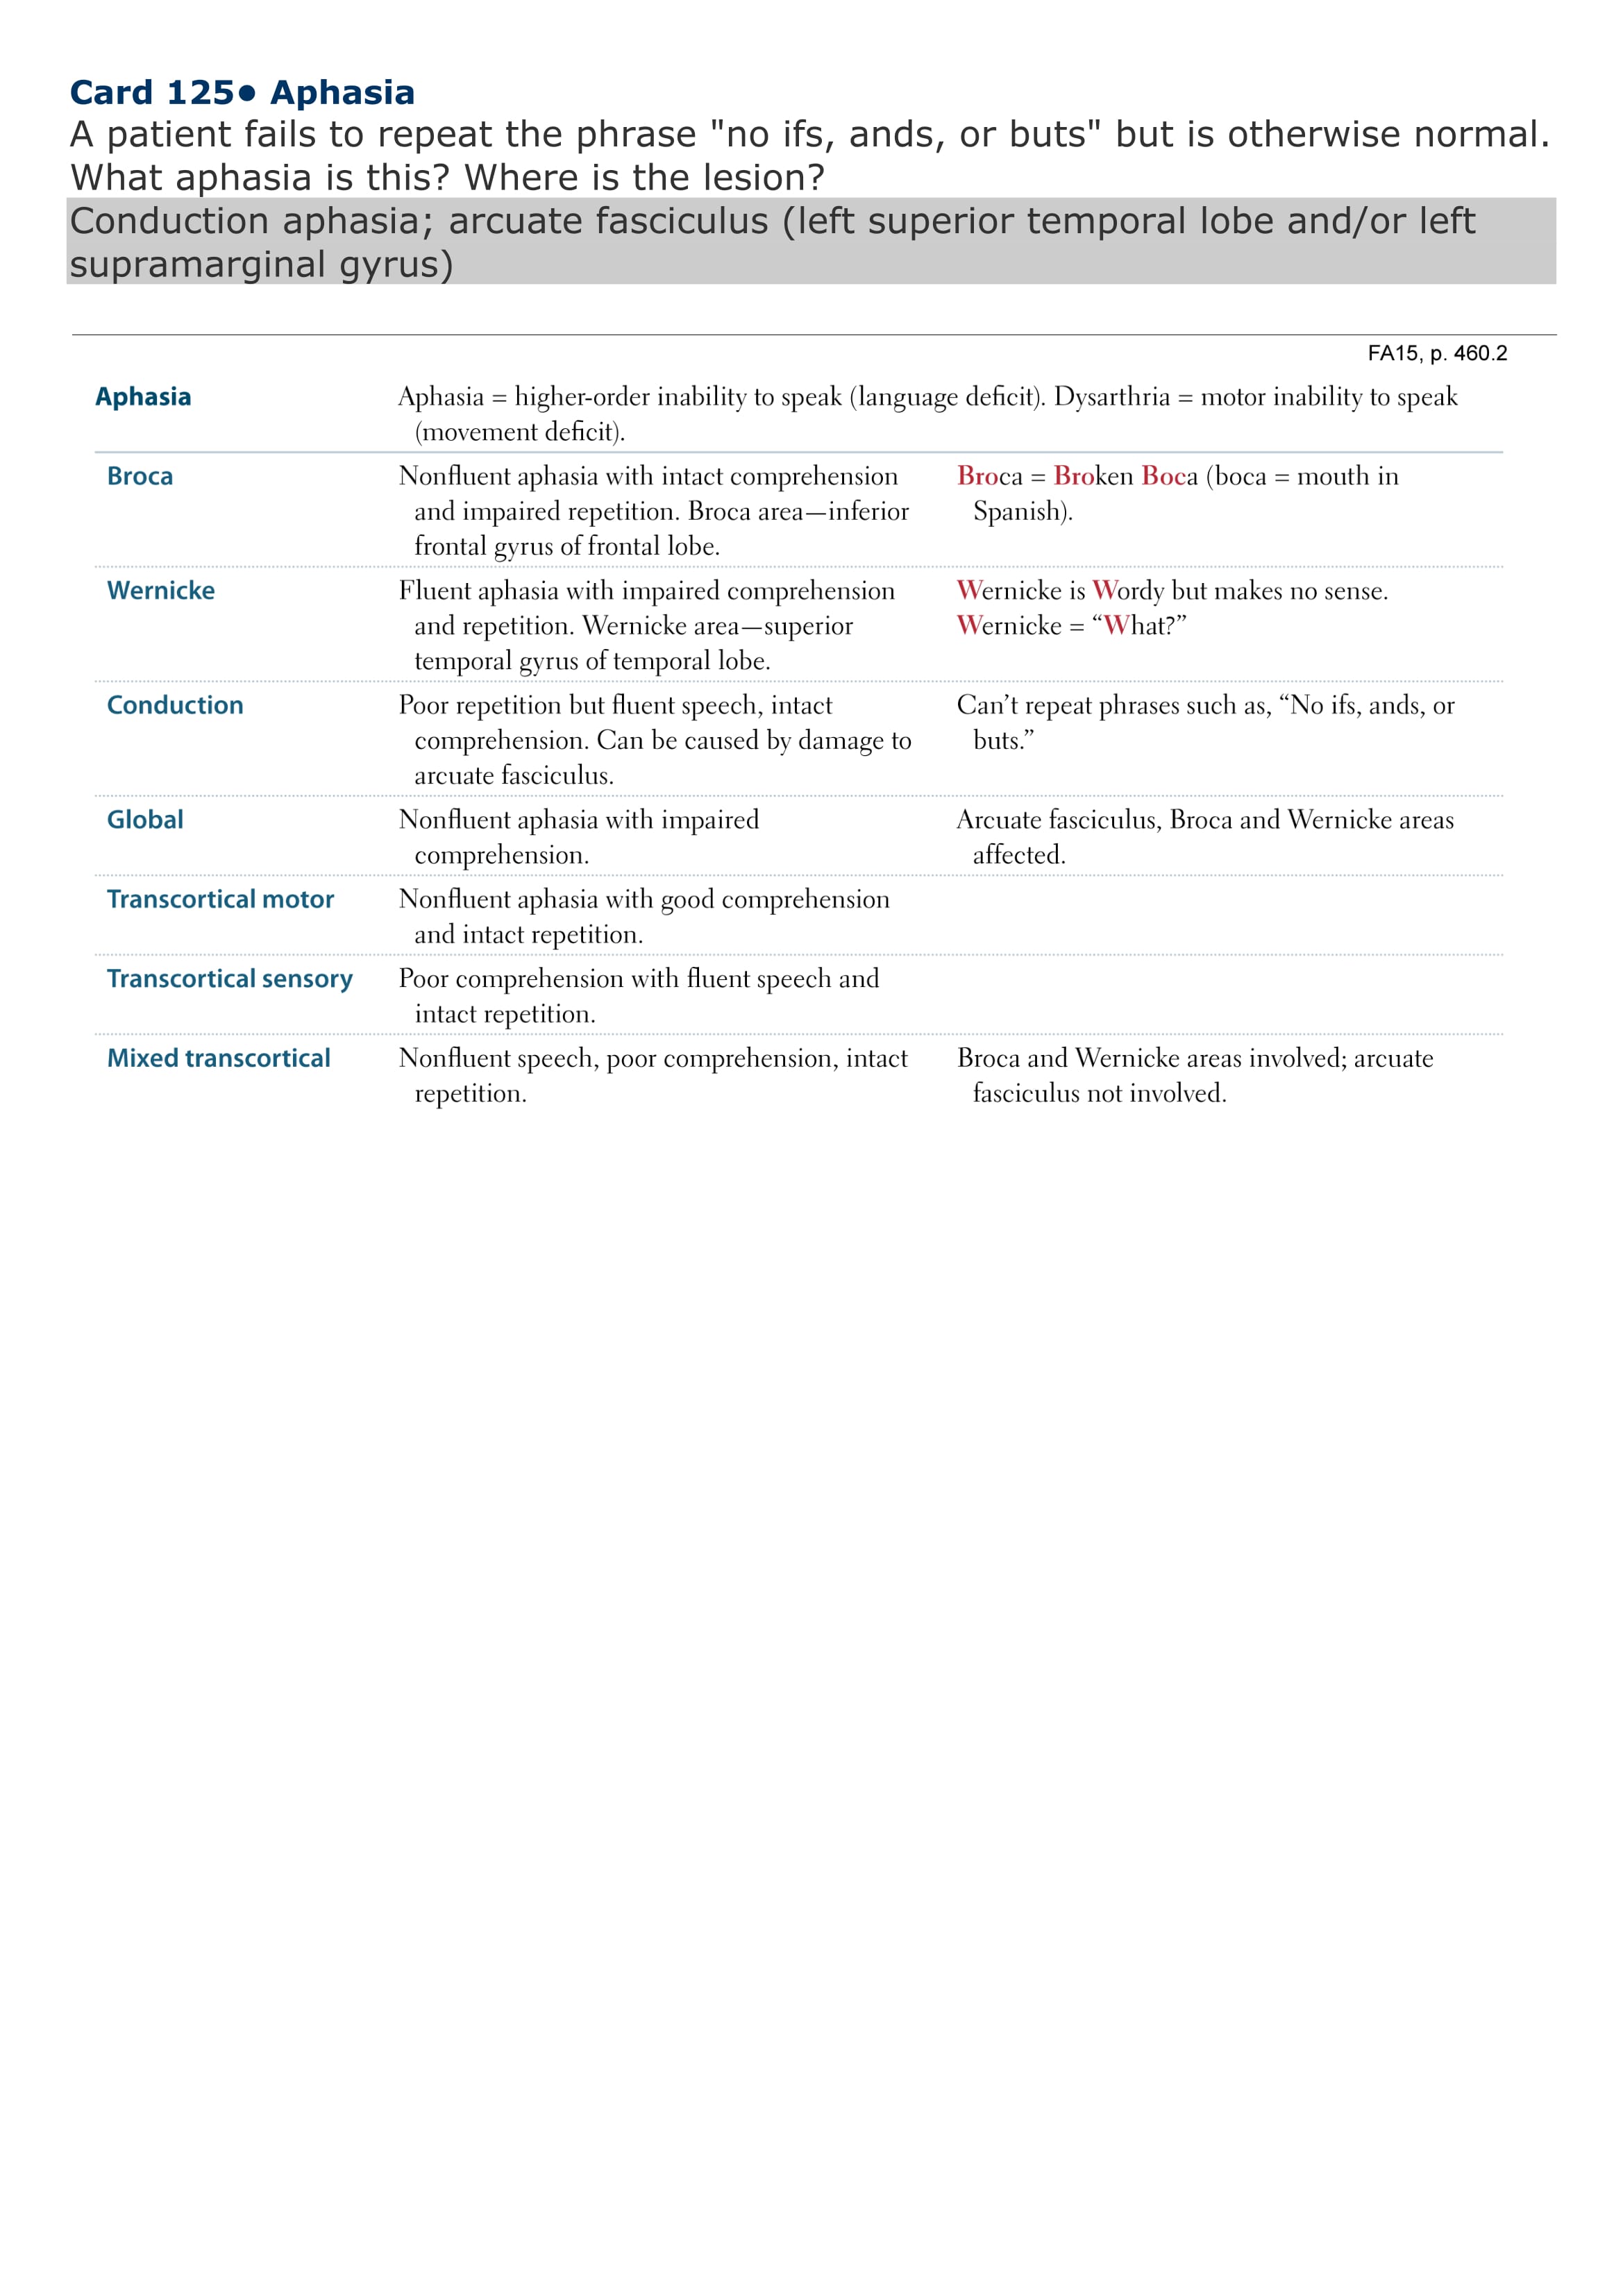 Card 125• Aphasia
A patient fails to repeat the phrase "no ifs, ands, or buts" but is otherwise normal.
What aphasia is this? Where is the lesion?
Conduction aphasia; arcuate fasciculus (left superior temporal lobe and/or left
supramarginal gyrus)
FA15, p. 460.2
Aphasia
Aphasia = higher-order inability to speak (language deficit). Dysarthria = motor inability to speak
(movement deficit).
Broca
Nonfluent aphasia with intact comprehension
and impaired repetition. Broca area—inferior
frontal gyrus of frontal lobe.
Broca = Broken Boca (boca = mouth in
Spanish).
Wernicke
Fluent aphasia with impaired comprehension
and repetition. Wernicke area—superior
temporal gyrus of temporal lobe.
Wernicke is Wordy but makes no sense.
Wernicke = “What?”
Conduction
Poor repetition but fluent speech, intact
comprehension. Can be caused by damage to
arcuate fasciculus.
Can’t repeat phrases such as, “No ifs, ands, or
buts.”
Global
Nonfluent aphasia with impaired
comprehension.
Arcuate fasciculus, Broca and Wernicke areas
affected.
Transcortical motor
Nonfluent aphasia with good comprehension
and intact repetition.
Transcortical sensory
Poor comprehension with fluent speech and
intact repetition.
Mixed transcortical
Nonfluent speech, poor comprehension, intact
repetition.
Broca and Wernicke areas involved; arcuate
fasciculus not involved.